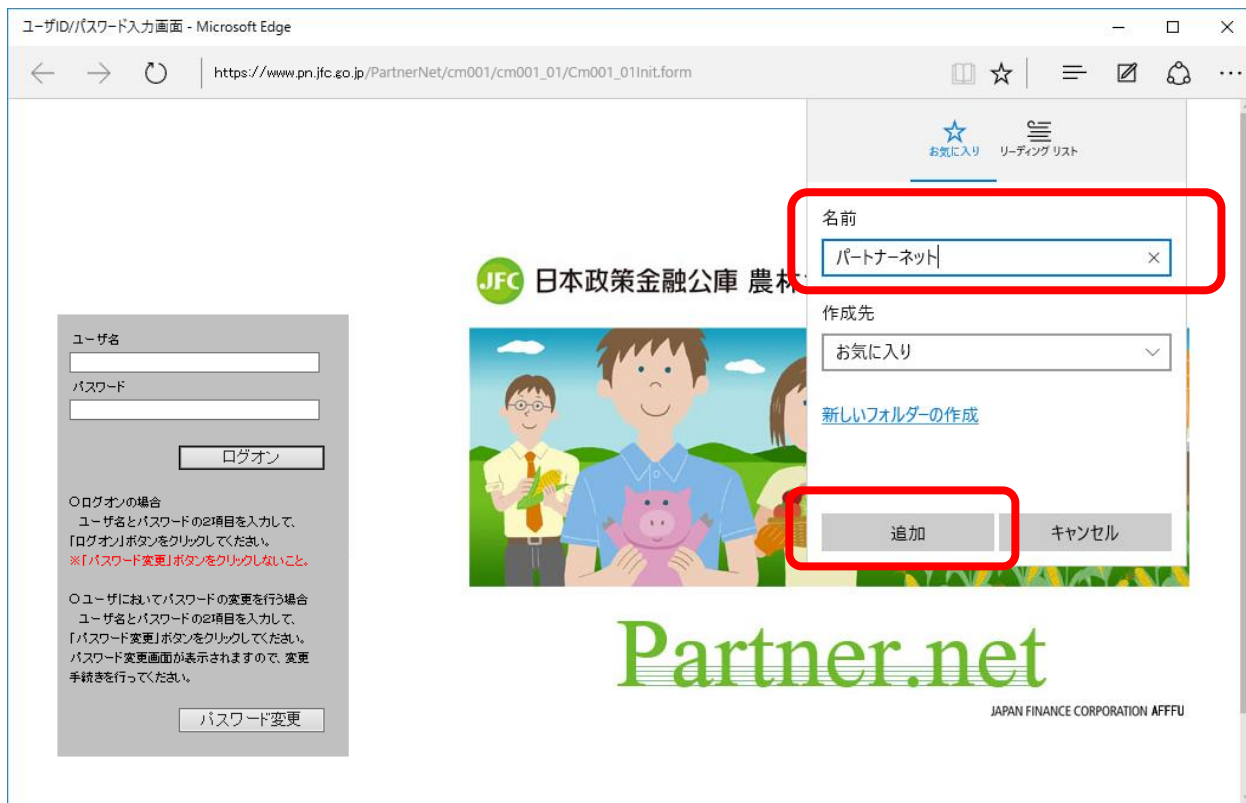 ユーザID/パスワード入力画面 - Microsoft Edge
https://www.pn.jfc.go.jp/PartnerNet/cm001/cm001_01/Cm001_01Init.form
お気に入り
リーディング リスト
名前
パートナーネット
作成先
お気に入り
新しいフォルダーの作成
追加
キャンセル
JFC 日本政策金融公庫 農林
ユーザ名
パスワード
ログオン
○ログオンの場合
ユーザ名とパスワードの2項目を入力して、
「ログオン」ボタンをクリックしてください。
※「パスワード変更」ボタンをクリックしないこと。
○ユーザにおいてパスワードの変更を行う場合
ユーザ名とパスワードの2項目を入力して、
「パスワード変更」ボタンをクリックしてください。
パスワード変更画面が表示されますので、変更
手続きを行ってください。
パスワード変更
Partner.net
JAPAN FINANCE CORPORATION AFFFU